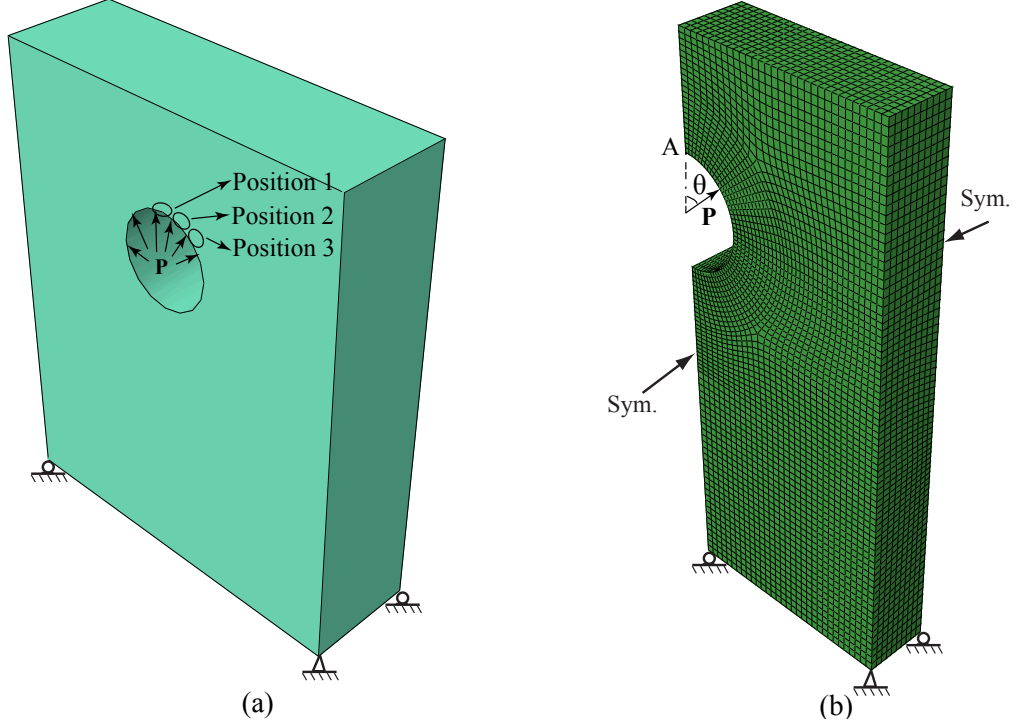 Position 1
Position 2
Position 3
P
(a)
A
θ
P
Sym.
Sym.
(b)